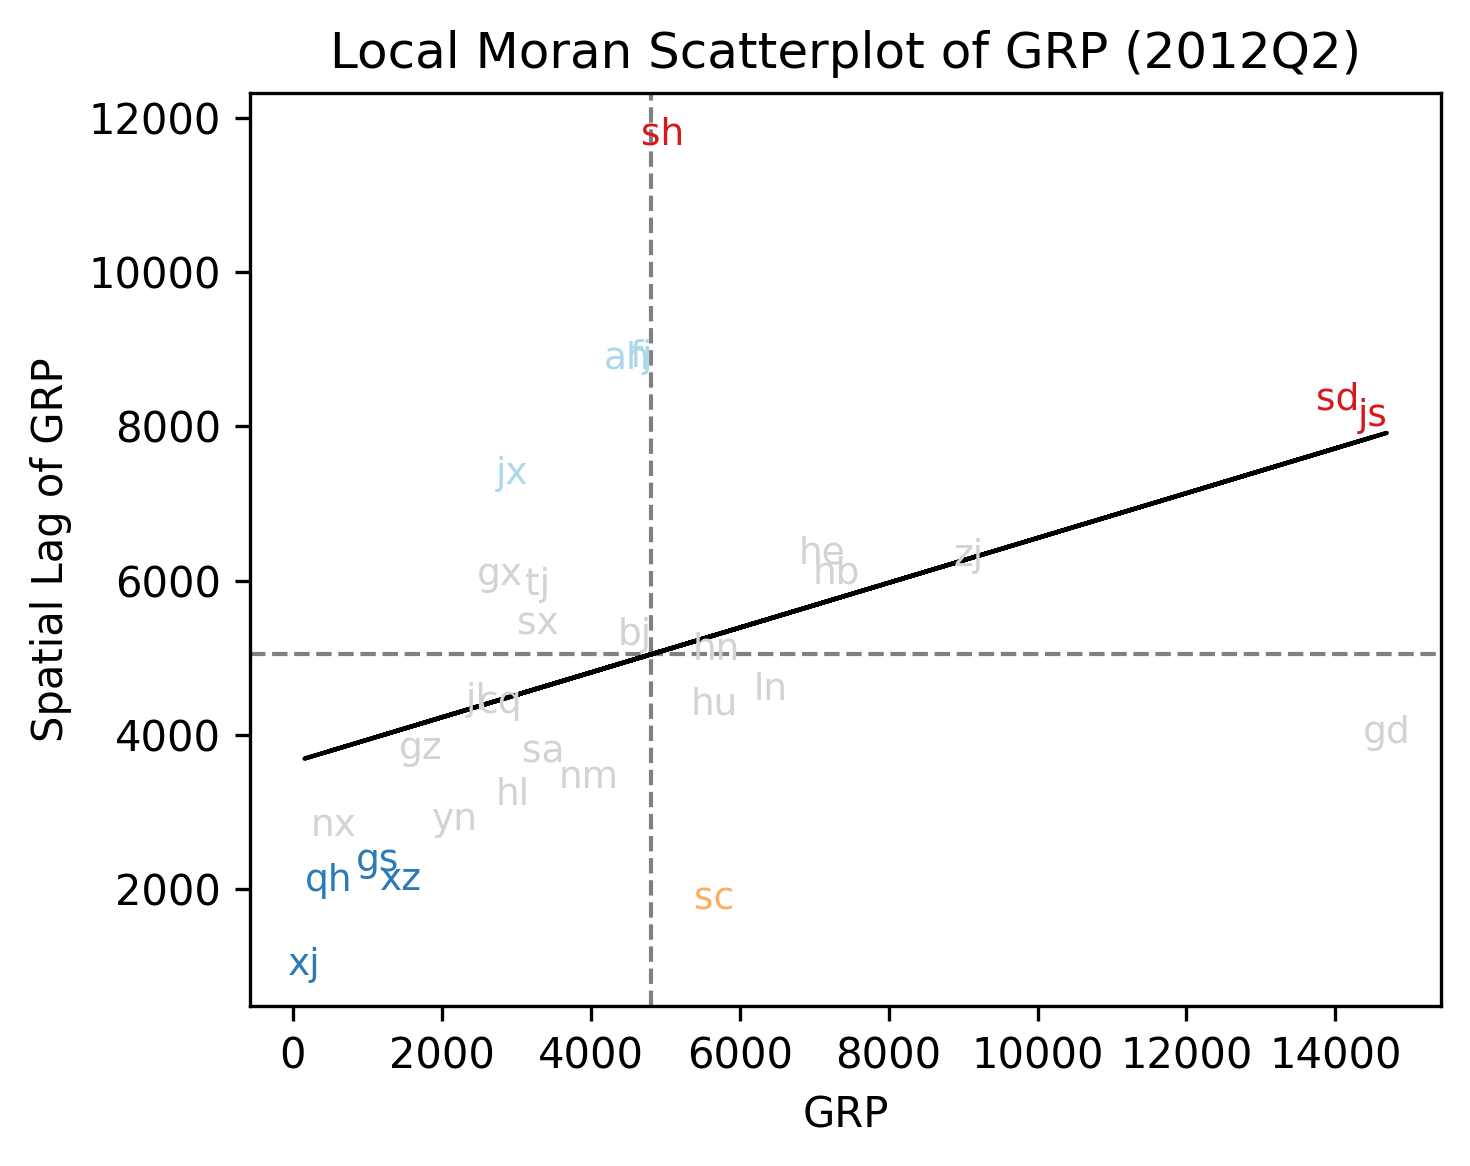 Local Moran Scatterplot of GRP (2012Q2)
12000
10000
8000
6000
4000
2000
Spatial Lag of GRP
sh
ah fj
sd
js
jx
he
hb
zj
gx
tj
sx
bj
hn
ln
hu
cq
gd
gz
sa
nm
hl
nx
yn
gs
qh
xz
sc
xj
0 2000 4000 6000 8000 10000 12000 14000
GRP